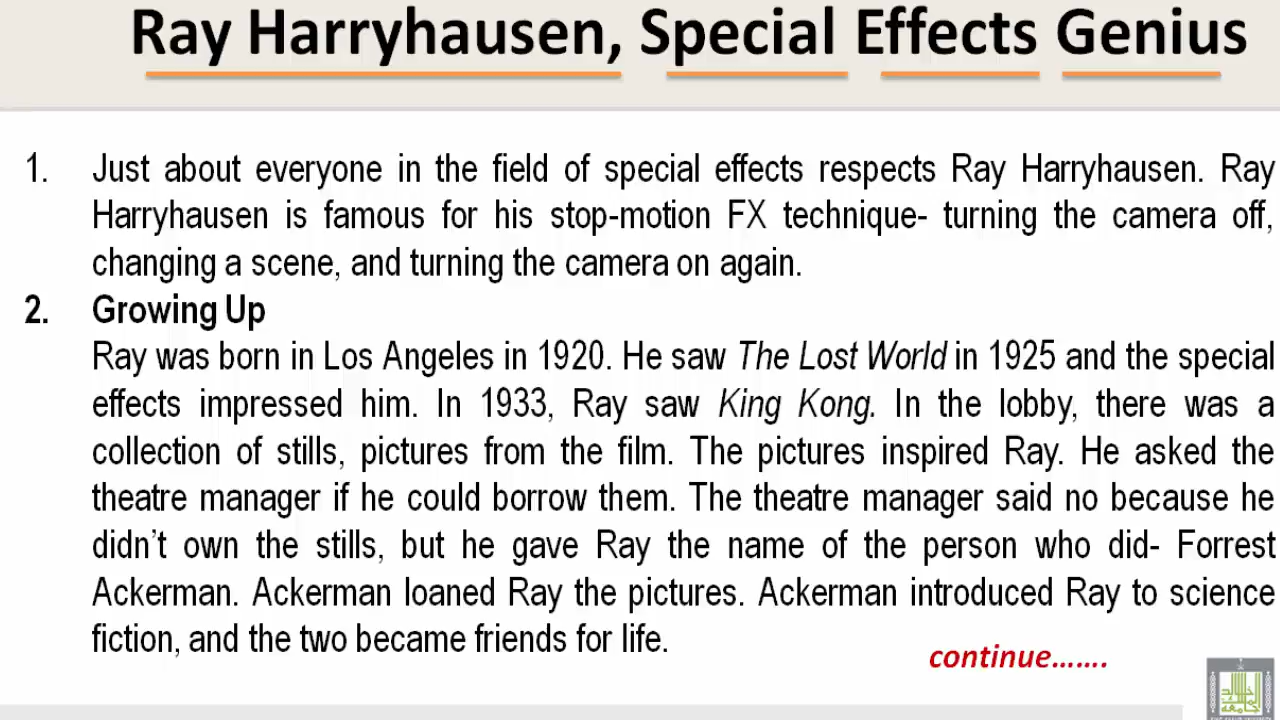 Ray Harryhausen, Special Effects Genius
1. Just about everyone in the field of special effects respects Ray Harryhausen. Ray
Harryhausen is famous for his stop-motion FX technique- turning the camera off,
changing a scene, and turning the camera on again.
2. Growing Up
Ray was born in Los Angeles in 1920. He saw The Lost World in 1925 and the special
effects impressed him. In 1933, Ray saw King Kong. In the lobby, there was a
collection of stills, pictures from the film. The pictures inspired Ray. He asked the
theatre manager if he could borrow them. The theatre manager said no because he
didn’t own the stills, but he gave Ray the name of the person who did- Forrest
Ackerman. Ackerman loaned Ray the pictures. Ackerman introduced Ray to science
fiction, and the two became friends for life.
continue…….